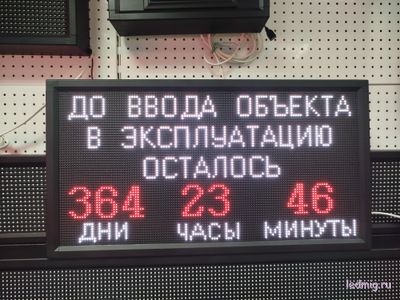 ДО ВВОДА ОБЪЕКТА
В ЭКСПЛУАТАЦИЮ
ОСТАЛОСЬ
364 23 46
ДНИ ЧАСЫ МИНУТЫ
ledmig.ru